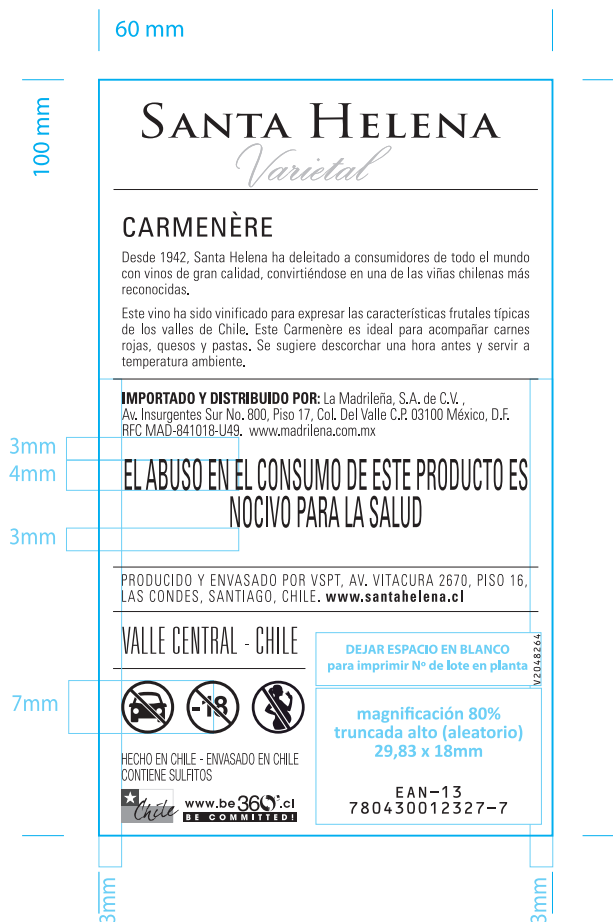 60 mm
100 mm
SANTA HELENA
Varietal
CARMENÈRE
Desde 1942, Santa Helena ha deleitado a consumidores de todo el mundo
con vinos de gran calidad, convirtiéndose en una de las viñas chilenas más
reconocidas.
Este vino ha sido vinificado para expresar las características frutales típicas
de los valles de Chile. Este Carmenère es ideal para acompañar carnes
rojas, quesos y pastas. Se sugiere descorchar una hora antes y servir a
temperatura ambiente.
IMPORTADO Y DISTRIBUIDO POR: La Madrileña, S.A. de C.V. ,
Av. Insurgentes Sur No. 800, Piso 17, Col. Del Valle C.P. 03100 México, D.F.
RFC MAD-841018-U49. www.madrilena.com.mx
3mm
4mm
3mm
EL ABUSO EN EL CONSUMO DE ESTE PRODUCTO ES
NOCIVO PARA LA SALUD
PRODUCIDO Y ENVASADO POR VSPT, AV. VITACURA 2670, PISO 16,
LAS CONDES, SANTIAGO, CHILE. www.santahelena.cl
VALLE CENTRAL - CHILE
DEJAR ESPACIO EN BLANCO
para imprimir Nº de lote en planta
V2048264
7mm
-18
magnificación 80%
truncada alto (aleatorio)
29,83 x 18mm
HECHO EN CHILE - ENVASADO EN CHILE
CONTIENE SULFITOS
Chile
www.be360°.cl
BE COMMITTED!
EAN-13
780430012327-7
3mm
3mm